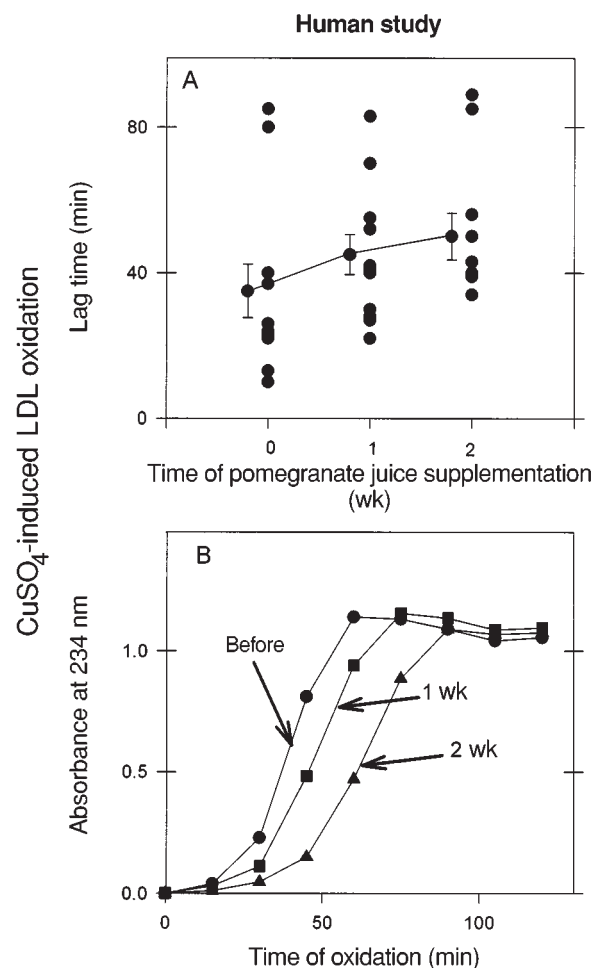 Human study
A
80
40
0
Lag time (min)
0 1 2
Time of pomegranate juice supplementation
(wk)
CuSO₄-induced LDL oxidation
B
Before
1 wk
2 wk
1.0
0.5
0.0
Absorbance at 234 nm
0 50 100
Time of oxidation (min)